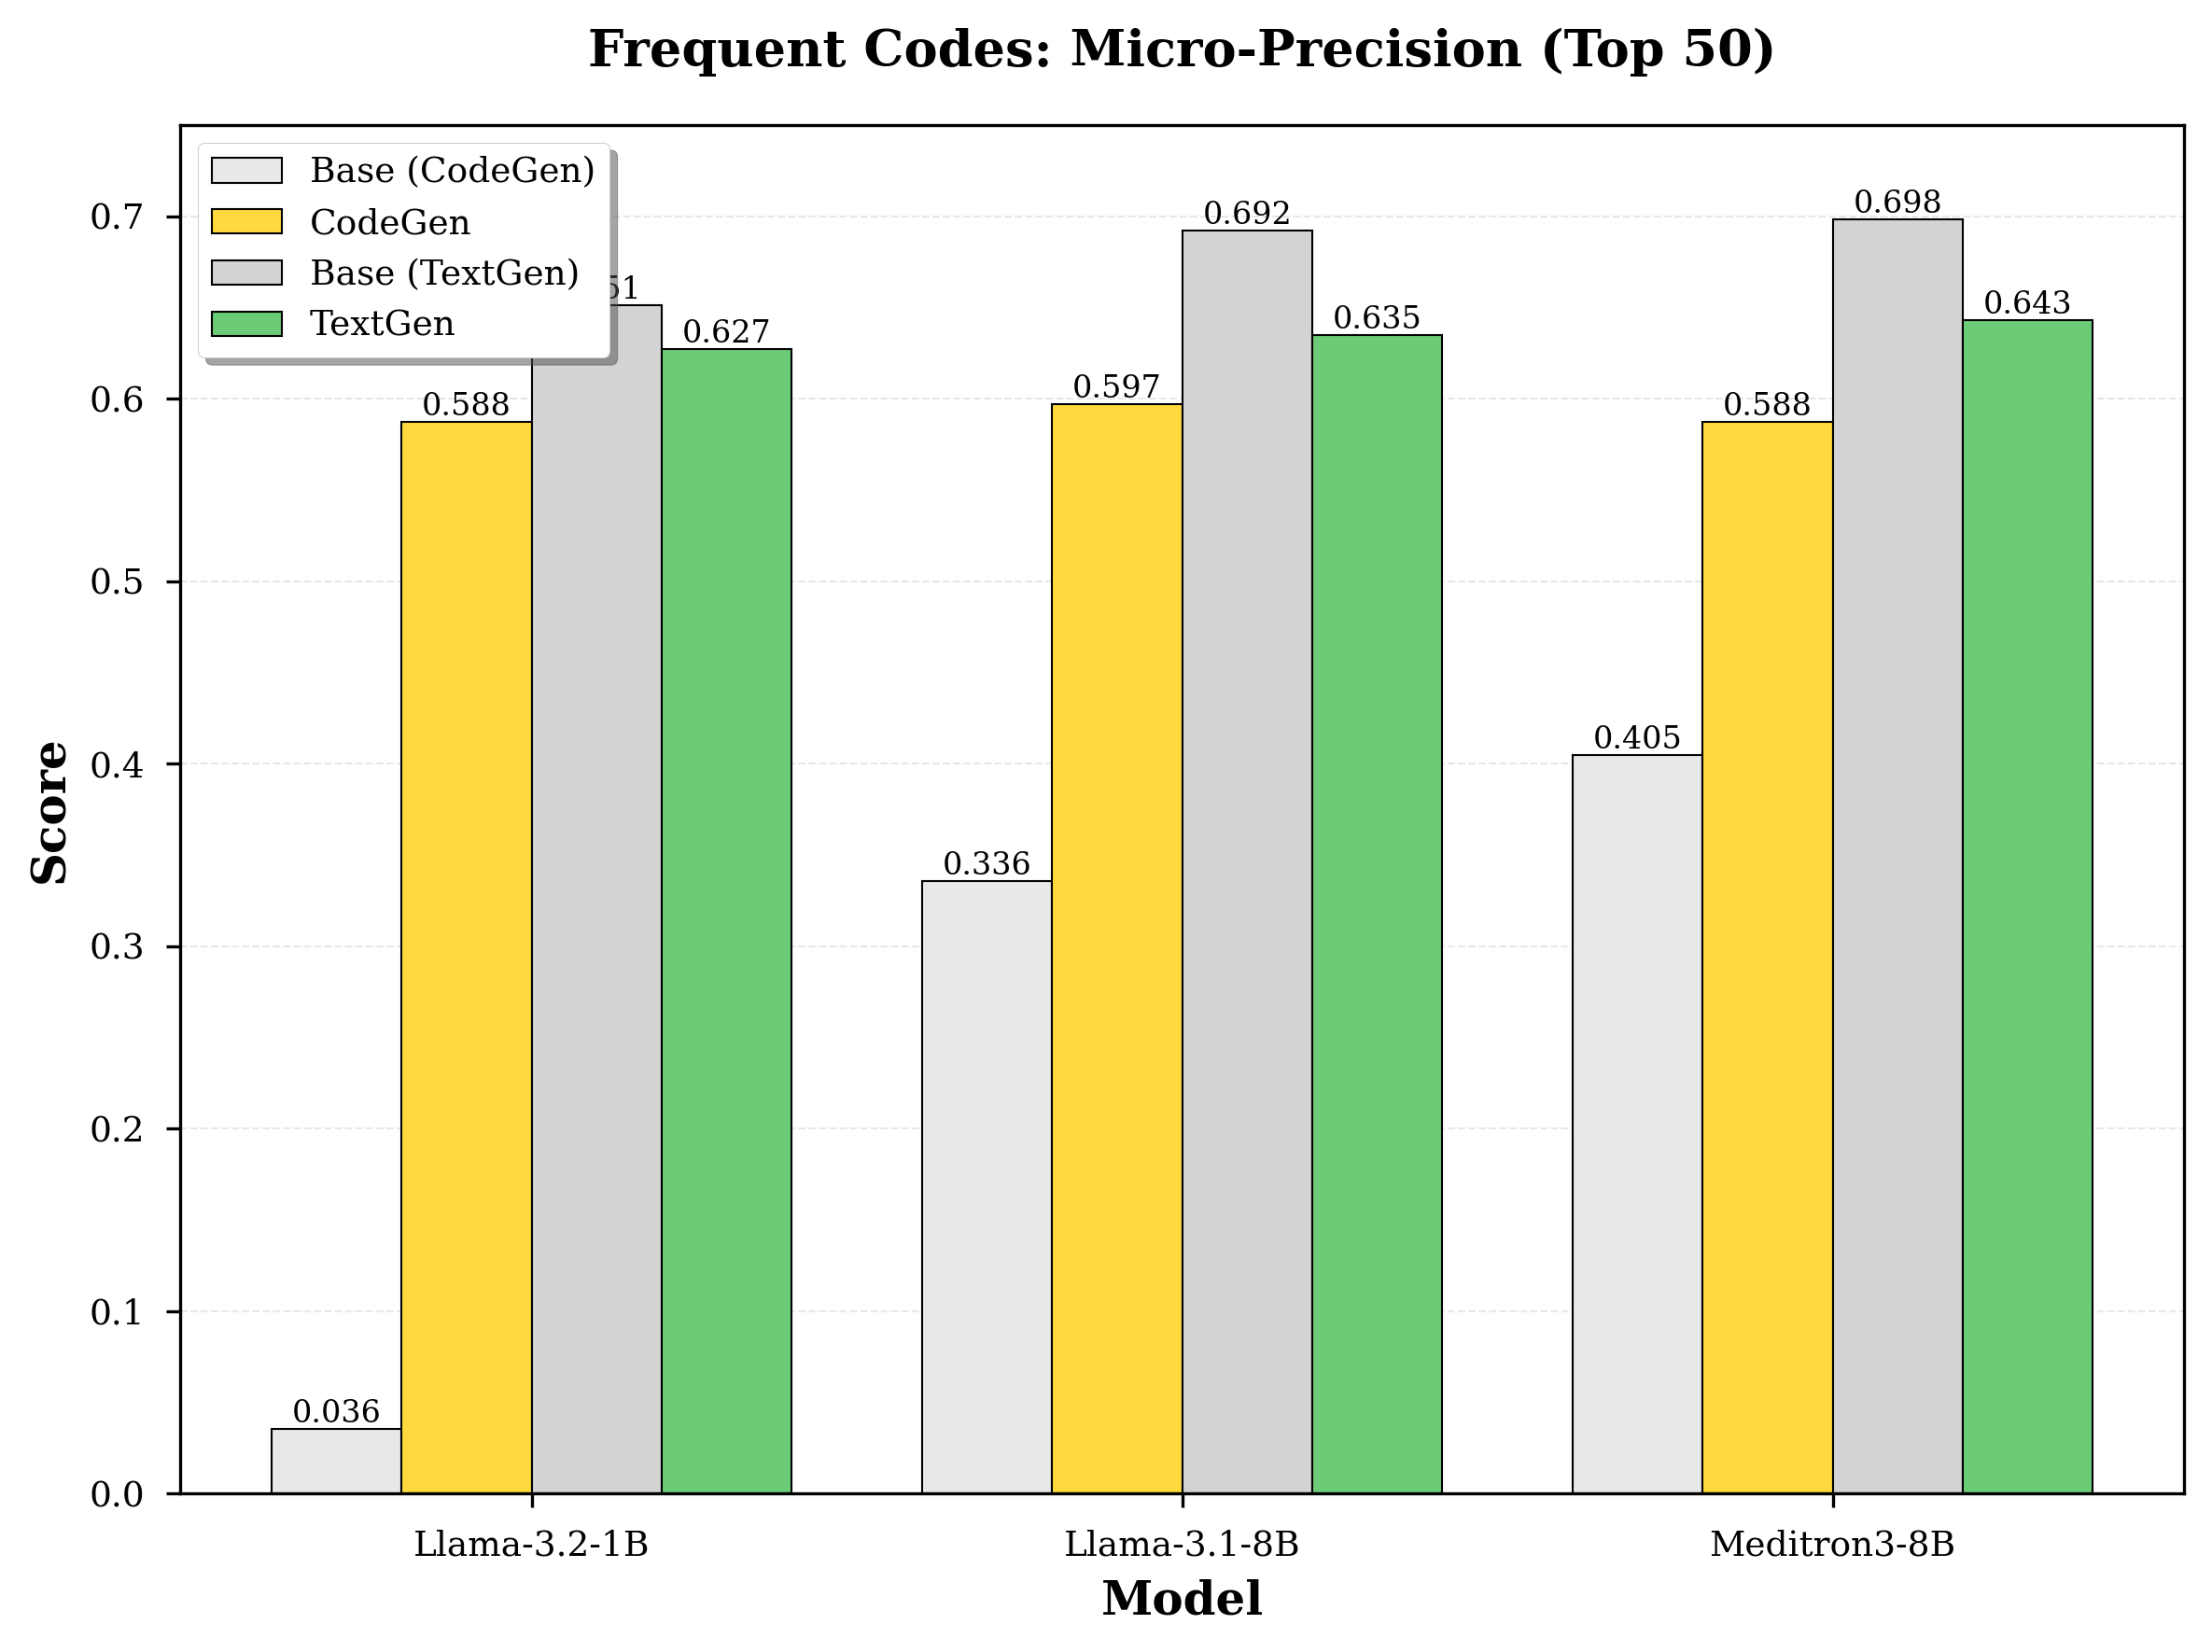 Frequent Codes: Micro-Precision (Top 50)
Base (CodeGen)
CodeGen
Base (TextGen)
TextGen
Score
0.7
0.6
0.5
0.4
0.3
0.2
0.1
0.0
0.036
0.588
51
0.627
0.336
0.597
0.692
0.635
0.405
0.588
0.698
0.643
Llama-3.2-1B
Llama-3.1-8B
Meditron3-8B
Model